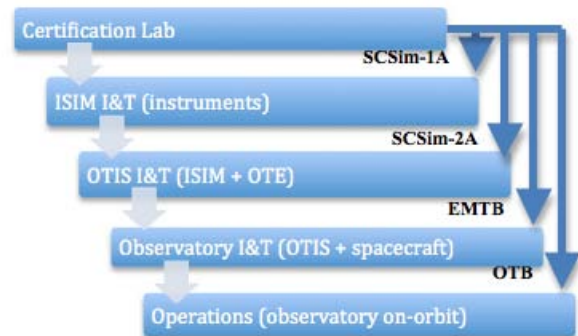 Certification Lab
SCSim-1A
ISIM I&T (instruments)
SCSim-2A
OTIS I&T (ISIM + OTE)
EMTB
Observatory I&T (OTIS + spacecraft)
OTB
Operations (observatory on-orbit)